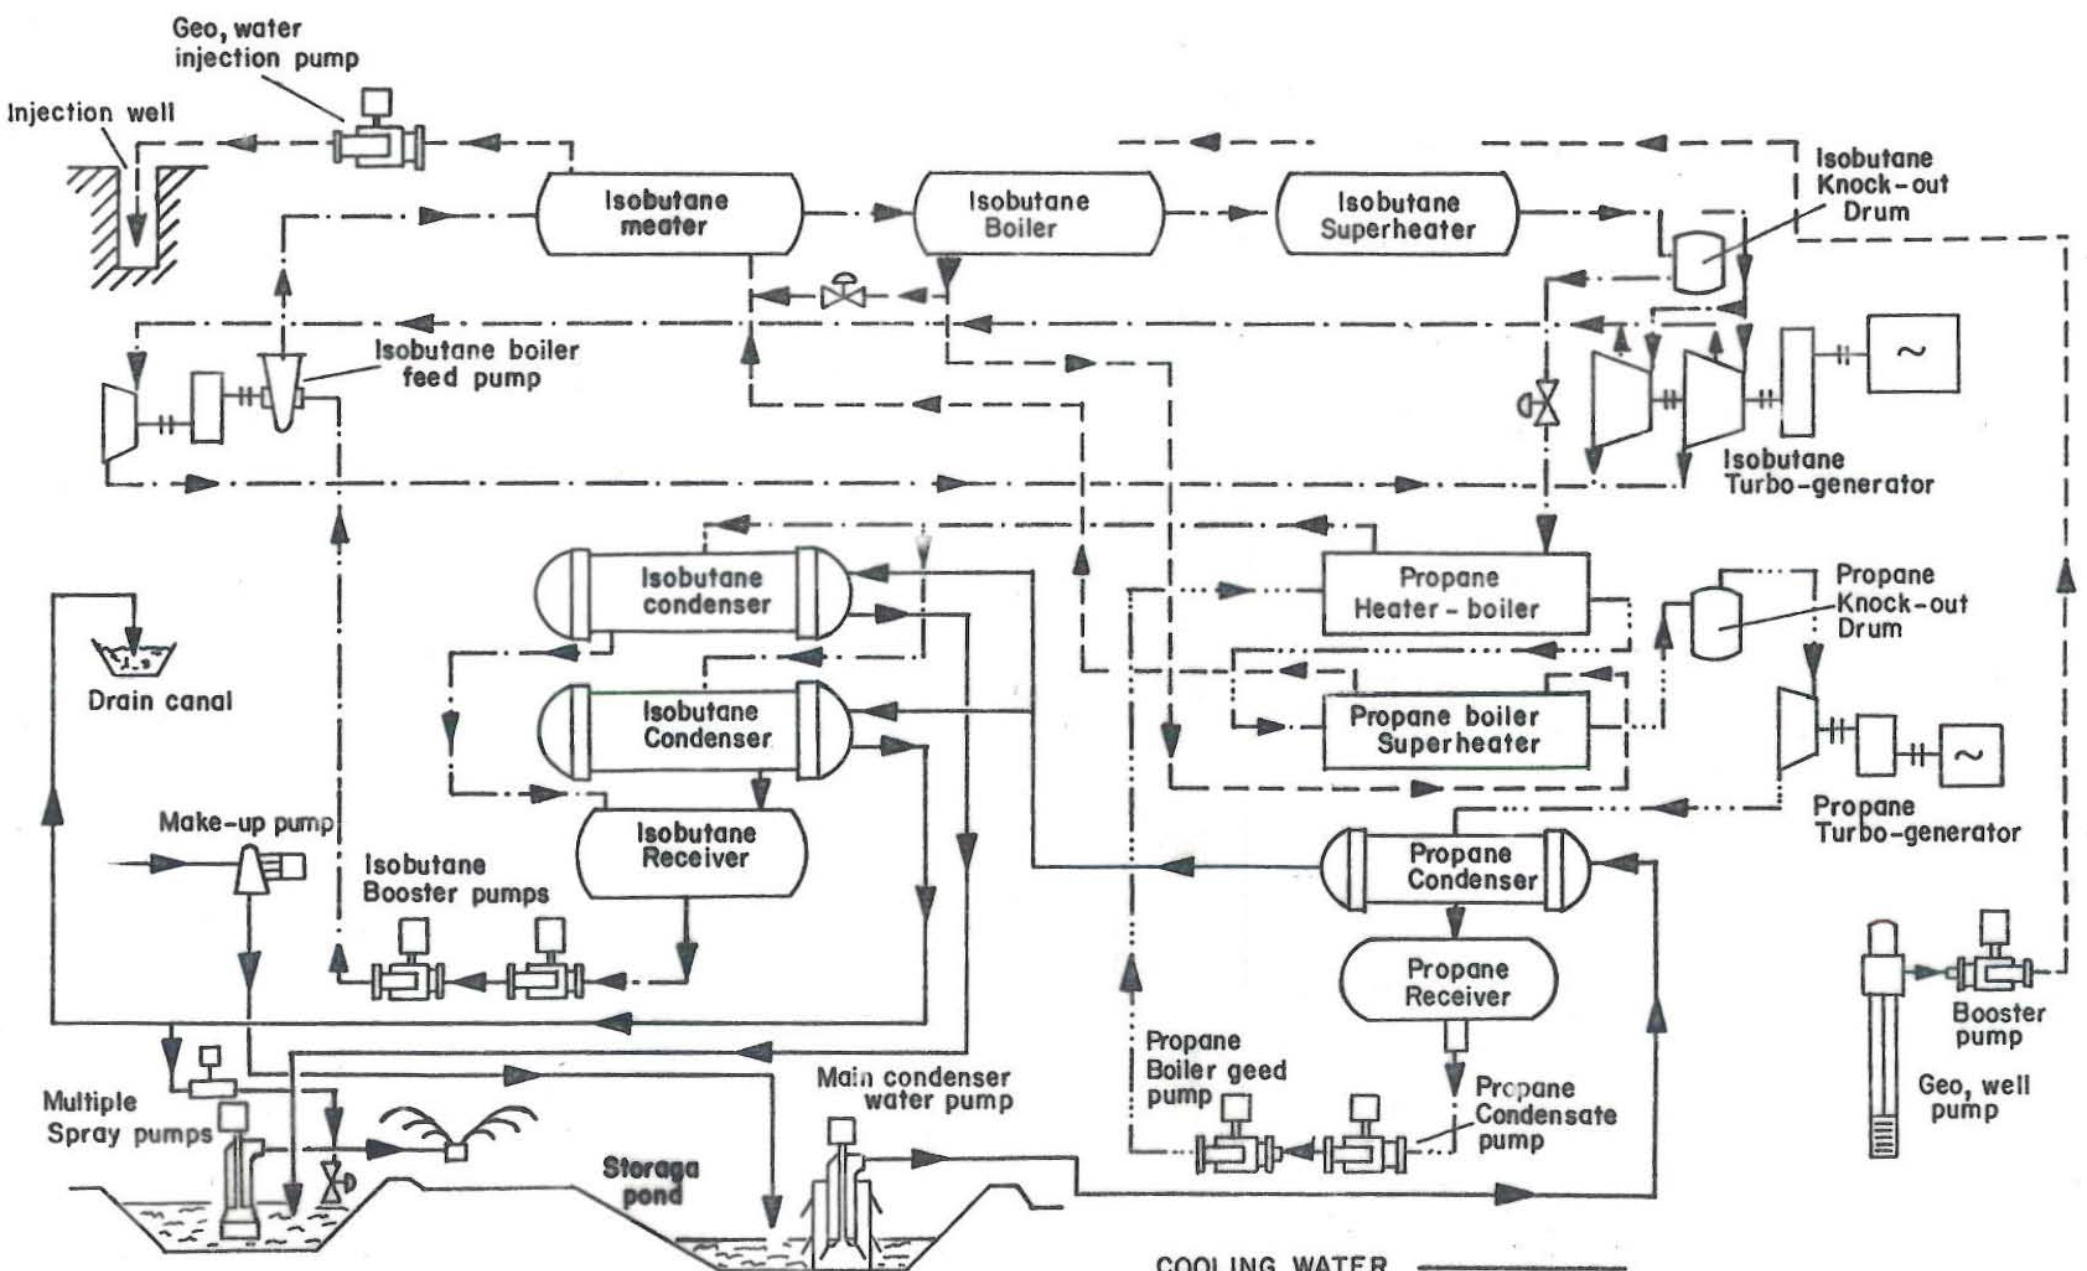 Geo, water
injection pump
Injection well
Isobutane
meater
Isobutane
Boiler
Isobutane
Superheater
Isobutane
Knock-out
Drum
Isobutane boiler
feed pump
~
Isobutane
Turbo-generator
Isobutane
condenser
Propane
Heater-boiler
Propane
Knock-out
Drum
Drain canal
Isobutane
Condenser
Propane boiler
Superheater
~
Propane
Turbo-generator
Make-up pump
Isobutane
Receiver
Isobutane
Booster pumps
Propane
Condenser
Propane
Receiver
Booster
pump
Geo, well
pump
Propane
Boiler geed
pump
Propane
Condensate
pump
Main condenser
water pump
Multiple
Spray pumps
Storaga
pond
COOLING WATER